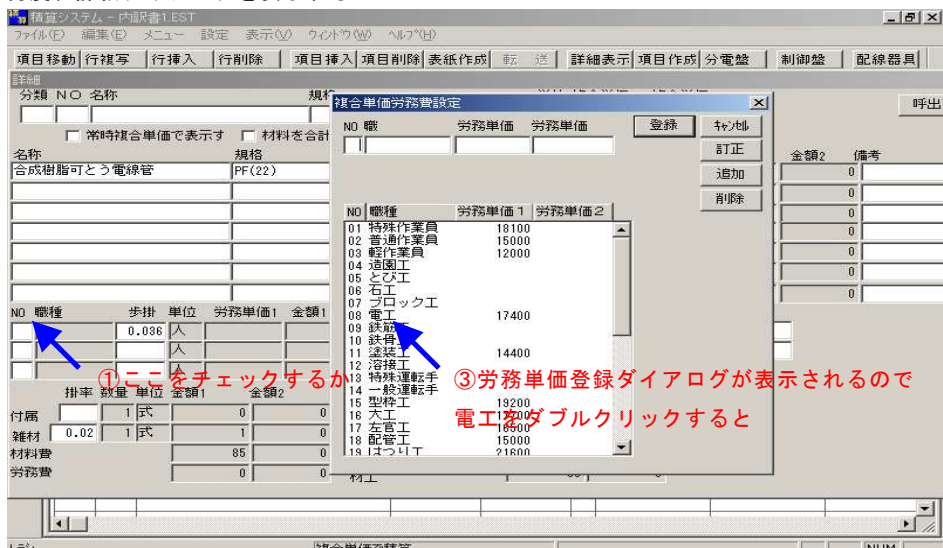 積算システム - 内訳書1.EST
ファイル(F) 編集(E) メニュー 設定 表示(V) ウィンドウ(W) ヘルプ(H)
項目移動 行複写 行挿入 行削除 項目挿入 項目削除 表紙作成 転 送 詳細表示 項目作成 分電盤 制御盤 配線器具
詳細
分類 NO 名称 規格
呼出
常時複合単価で表示す 材料を合計
名称 規格 金額2 備考
合成樹脂可とう電線管 PF(22) 0
0
0
0
0
0
0
NO 職種 歩掛 単位 労務単価1 金額1
0.036 人
人
人
掛率 数量 単位 金額1 金額2
付属 1 式 0 0
雑材 0.02 1 式 1 0
材料費 85 0
労務費 0 0
複合単価労務費設定
NO 職 労務単価 労務単価 登録 キャンセル
訂正
追加
削除
NO 職種 労務単価1 労務単価2
01 特殊作業員 18100
02 普通作業員 15000
03 軽作業員 12000
04 造園工
05 とび工
06 石工
07 ブロック工
08 電工 17400
09 鉄筋
10 鉄骨
11 塗装工 14400
12 溶接工
13 特殊運転手
14 一般運転手
15 型枠工 19200
16 大工
17 左官工
18 配管工 15000
19 はつり工 21600
①ここをチェックするか
③労務単価登録ダイアログが表示されるので
電工をダブルクリックすると
複合単価で積算 NUM